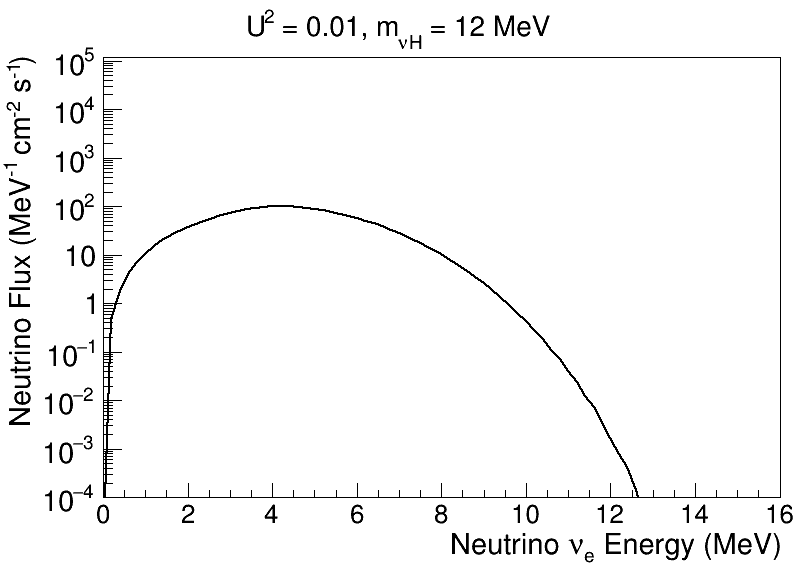 U² = 0.01, mνH = 12 MeV
Neutrino Flux (MeV⁻¹ cm⁻² s⁻¹)
10⁵
10⁴
10³
10²
10
1
10⁻¹
10⁻²
10⁻³
10⁻⁴
0 2 4 6 8 10 12 14 16
Neutrino νe Energy (MeV)